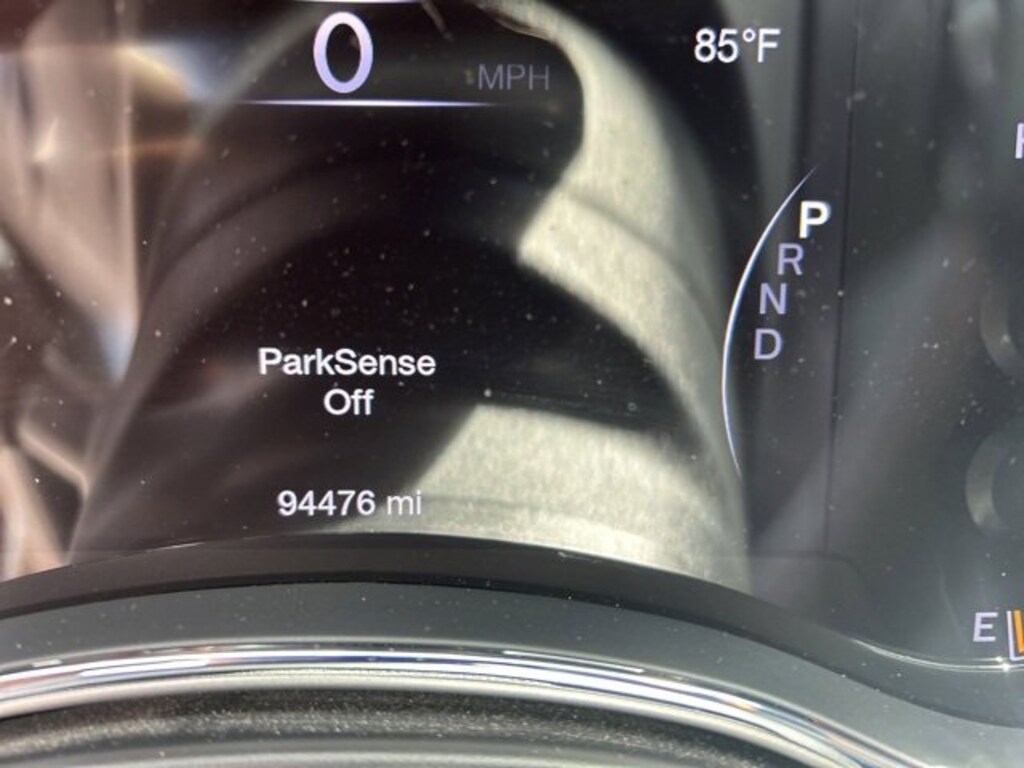 0 MPH
85°F
P
R
N
D
ParkSense
Off
94476 mi
E